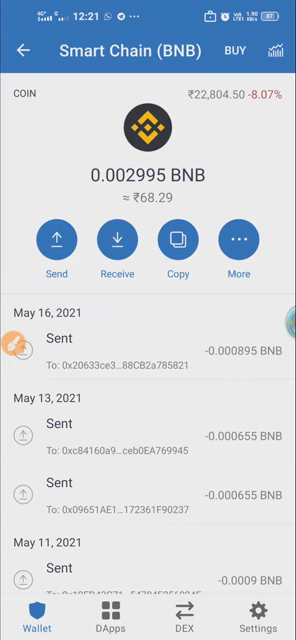 12:21
Smart Chain (BNB) BUY
COIN ₹22,804.50 -8.07%
0.002995 BNB
≈ ₹68.29
Send Receive Copy More
May 16, 2021
Sent
-0.000895 BNB
To: 0x20633ce3...88CB2a785821
May 13, 2021
Sent
-0.000655 BNB
To: 0xc84160a9...ceb0EA769945
Sent
-0.000655 BNB
To: 0x09651AE1...172361F90237
May 11, 2021
Sent
-0.0009 BNB
Wallet DApps DEX Settings